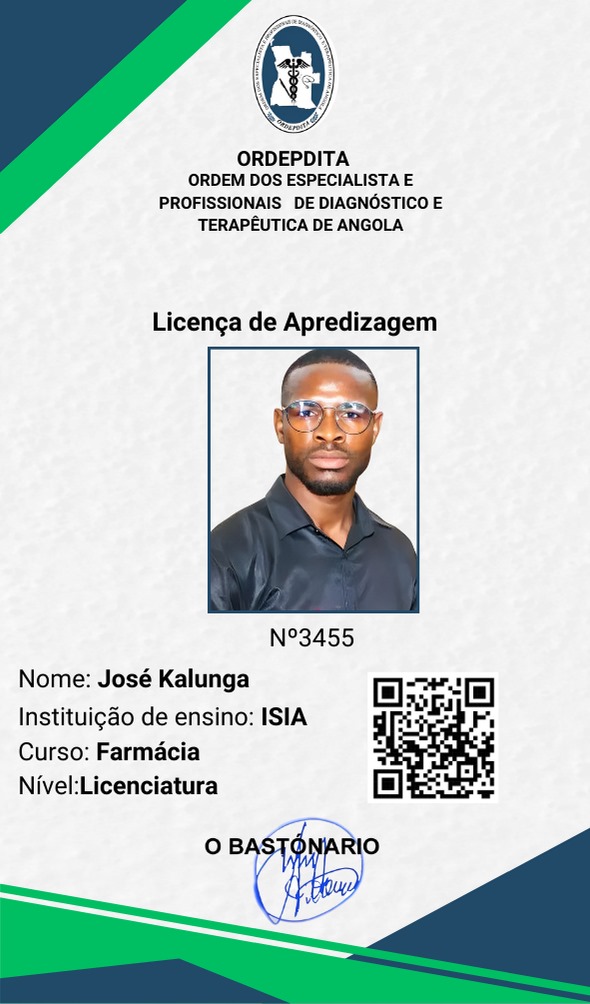 ORDEPDITA
ORDEPDITA
ORDEM DOS ESPECIALISTA E
PROFISSIONAIS DE DIAGNÓSTICO E
TERAPÊUTICA DE ANGOLA
Licença de Apredizagem
Nº3455
Nome: José Kalunga
Instituição de ensino: ISIA
Curso: Farmácia
Nível:Licenciatura
O BASTÓNARIO